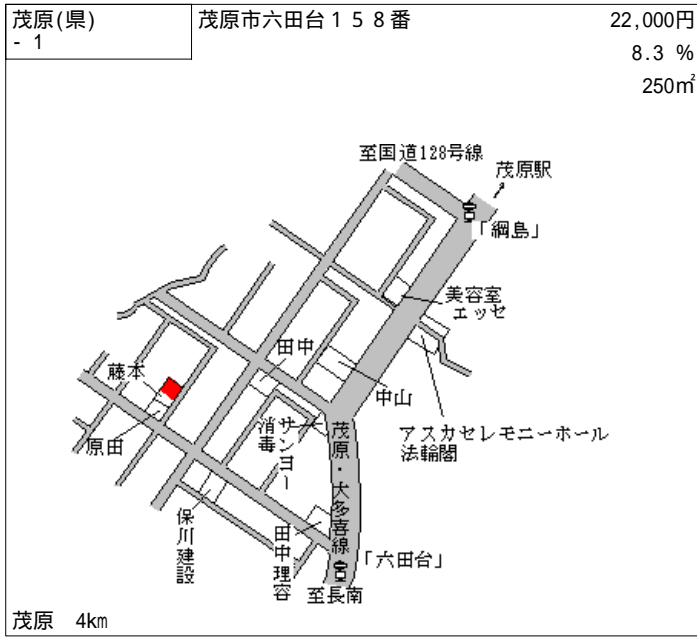 茂原(県)
- 1
茂原市六田台１５８番
22,000円
8.3 %
250㎡
至国道128号線
茂原駅
「綱島」
美容室
エッセ
田中
中山
藤本
原田
サンヨー
消毒
茂原・大多喜線
アスカセレモニーホール
法輪閣
保川建設
田中理容
「六田台」
至長南
茂原 4km